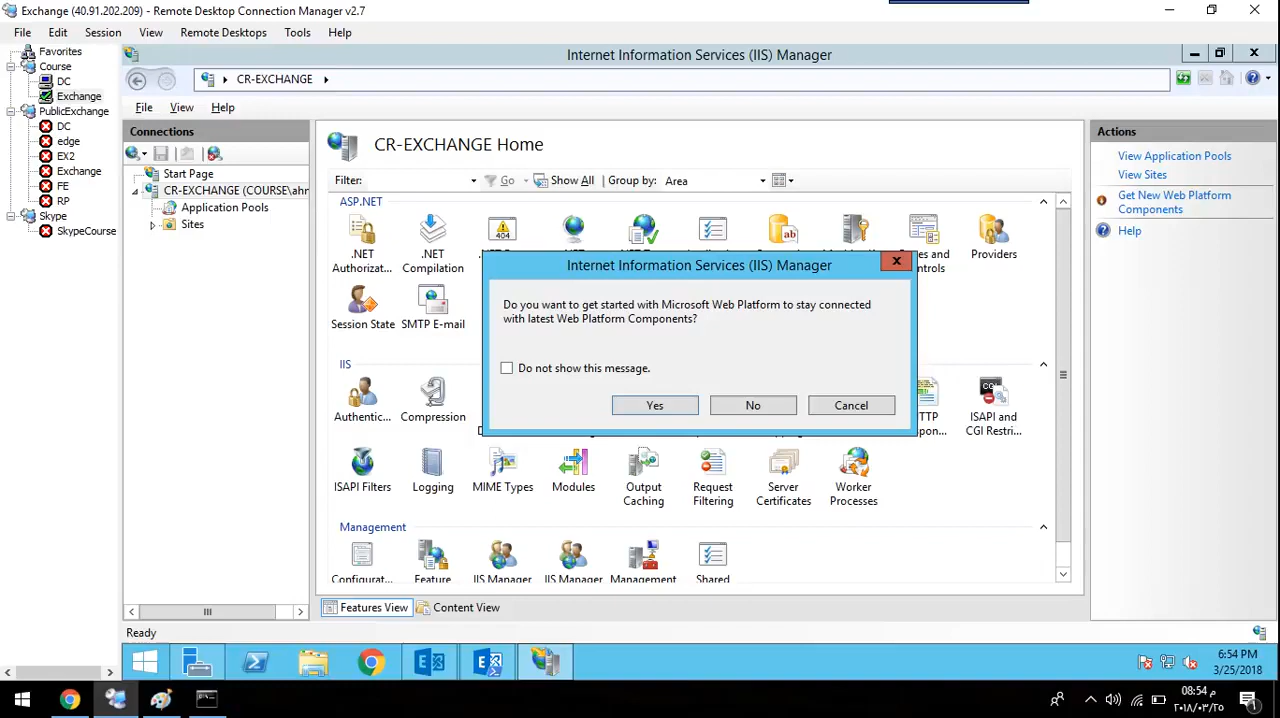 Exchange (40.91.202.209) - Remote Desktop Connection Manager v2.7
File Edit Session View Remote Desktops Tools Help
Favorites
Course
DC
Exchange
PublicExchange
DC
edge
EX2
Exchange
FE
RP
Skype
SkypeCourse
Internet Information Services (IIS) Manager
CR-EXCHANGE
File View Help
Connections
Start Page
CR-EXCHANGE (COURSE\ahr
Application Pools
Sites
CR-EXCHANGE Home
Filter: Go Show All Group by: Area
ASP.NET
.NET Authorizat...
.NET Compilation
Providers
Session State
SMTP E-mail
Internet Information Services (IIS) Manager
Do you want to get started with Microsoft Web Platform to stay connected
with latest Web Platform Components?
Do not show this message.
Yes No Cancel
IIS
Authentic...
Compression
ISAPI and CGI Restri...
ISAPI Filters
Logging
MIME Types
Modules
Output Caching
Request Filtering
Server Certificates
Worker Processes
Management
Configurat...
Feature
IIS Manager
IIS Manager
Management
Shared
Features View Content View
Actions
View Application Pools
View Sites
Get New Web Platform
Components
Help
Ready
6:54 PM
3/25/2018
08:54 م
٢٠١٨/٠٣/٢٥